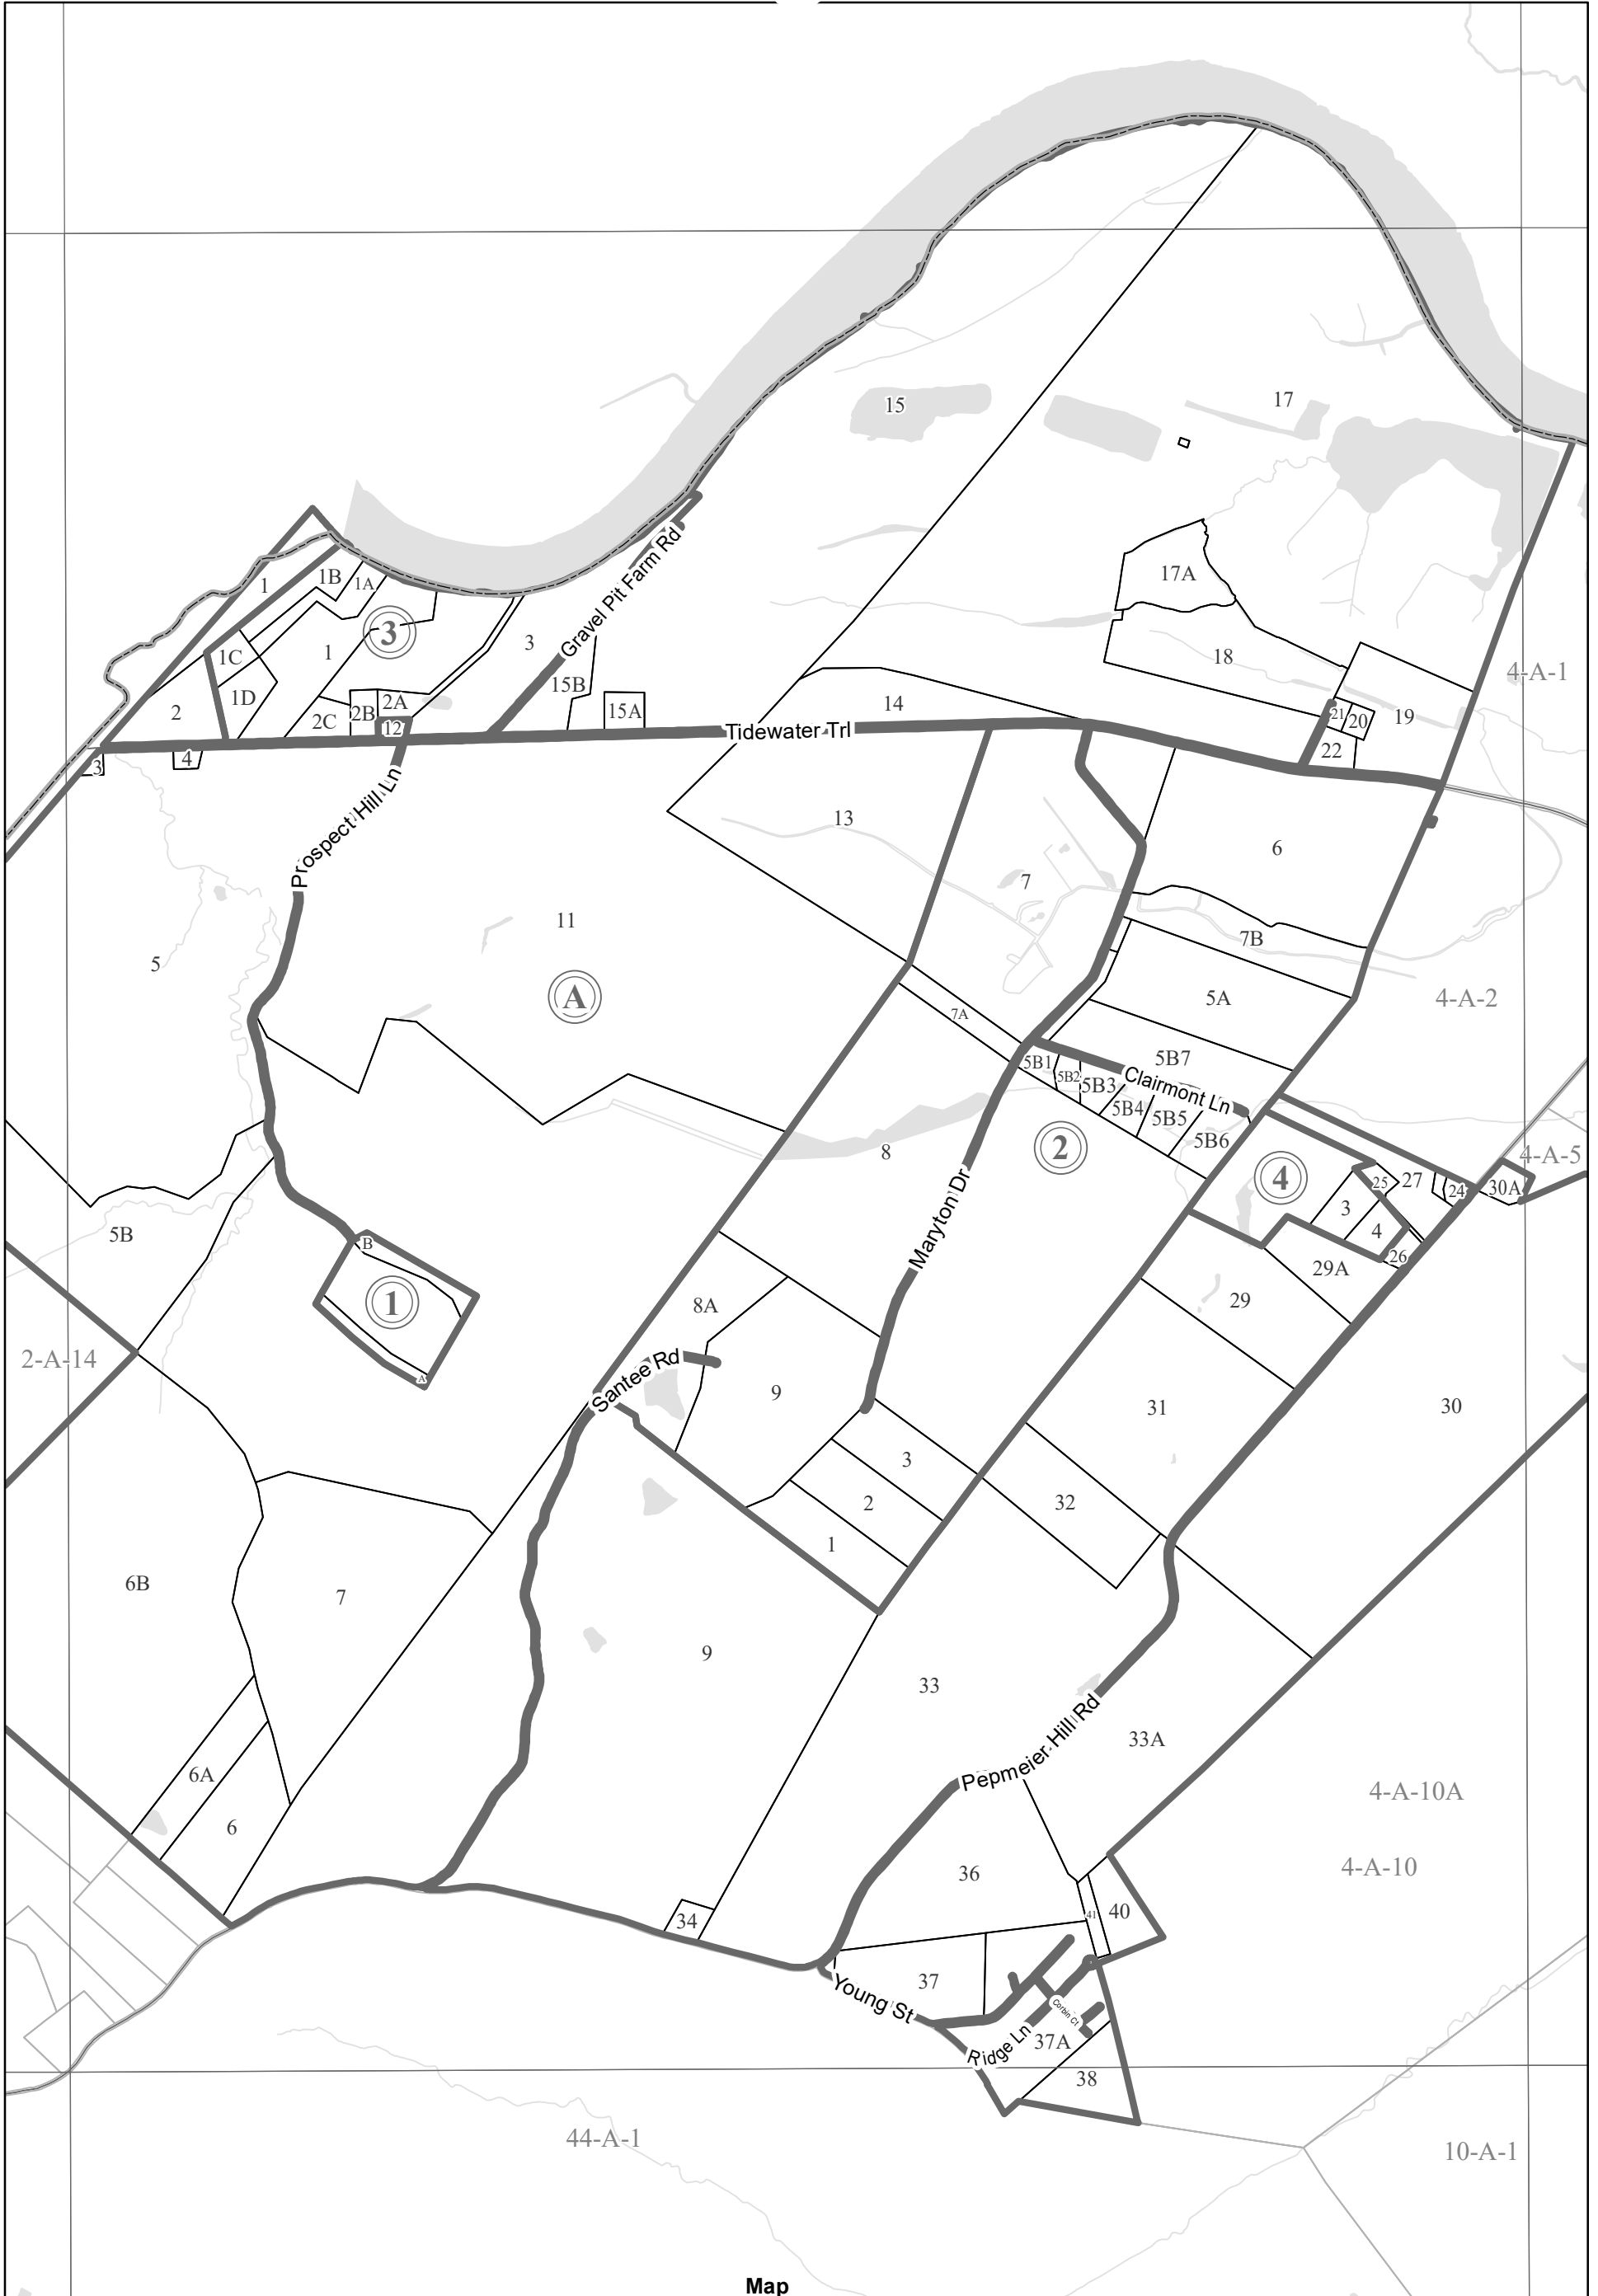 15
17
17A
18
4-A-1
19
21
20
22
1
1B
1A
3
1
3
Gravel Pit Farm Rd
1C
1D
15B
15A
2
2C
2B
2A
12
14
Tidewater Trl
3
4
Prospect Hill Ln
13
7
6
11
5
A
7B
5A
4-A-2
7A
5B1
5B2
5B3
5B7
Clairmont Ln
5B4
5B5
5B6
8
2
4
4-A-5
25
27
24
30A
3
4
26
Maryton Dr
5B
B
1
A
8A
29A
29
2-A-14
Santee Rd
9
31
30
3
2
1
32
6B
7
9
33
Pepmeier Hill Rd
33A
6A
6
4-A-10A
4-A-10
36
34
41
40
37
Young St
Corbin Ct
Ridge Ln
37A
38
44-A-1
10-A-1
Map